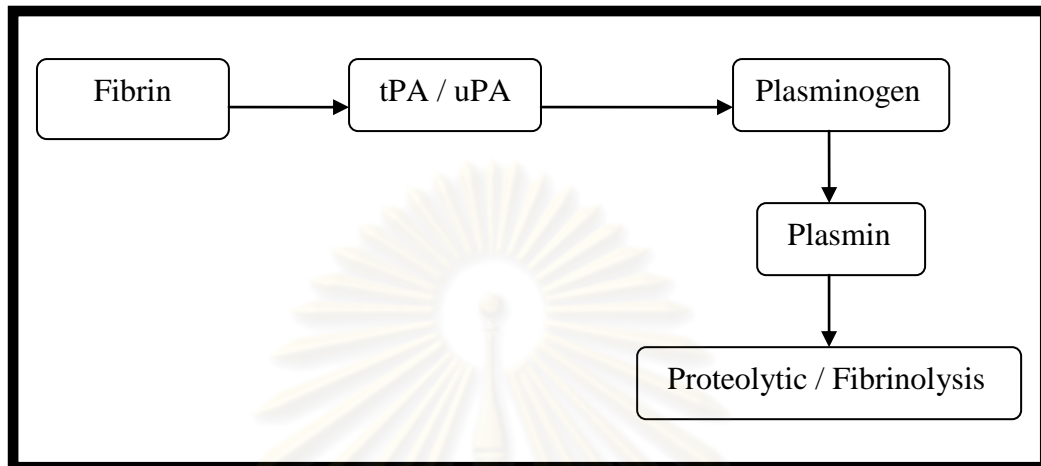 Fibrin
tPA / uPA
Plasminogen
Plasmin
Proteolytic / Fibrinolysis